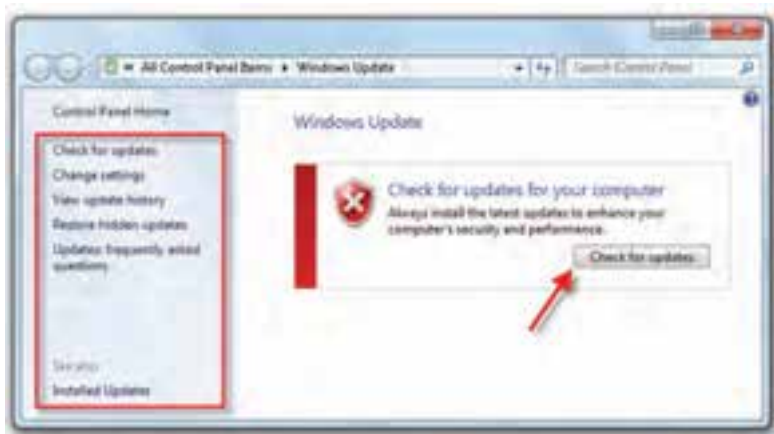 All Control Panel Items Windows Update
Search Control Panel
Control Panel Home
Check for updates
Change settings
View update history
Restore hidden updates
Updates: frequently asked
questions
See also
Installed Updates
Windows Update
Check for updates for your computer
Always install the latest updates to enhance your
computer's security and performance.
Check for updates